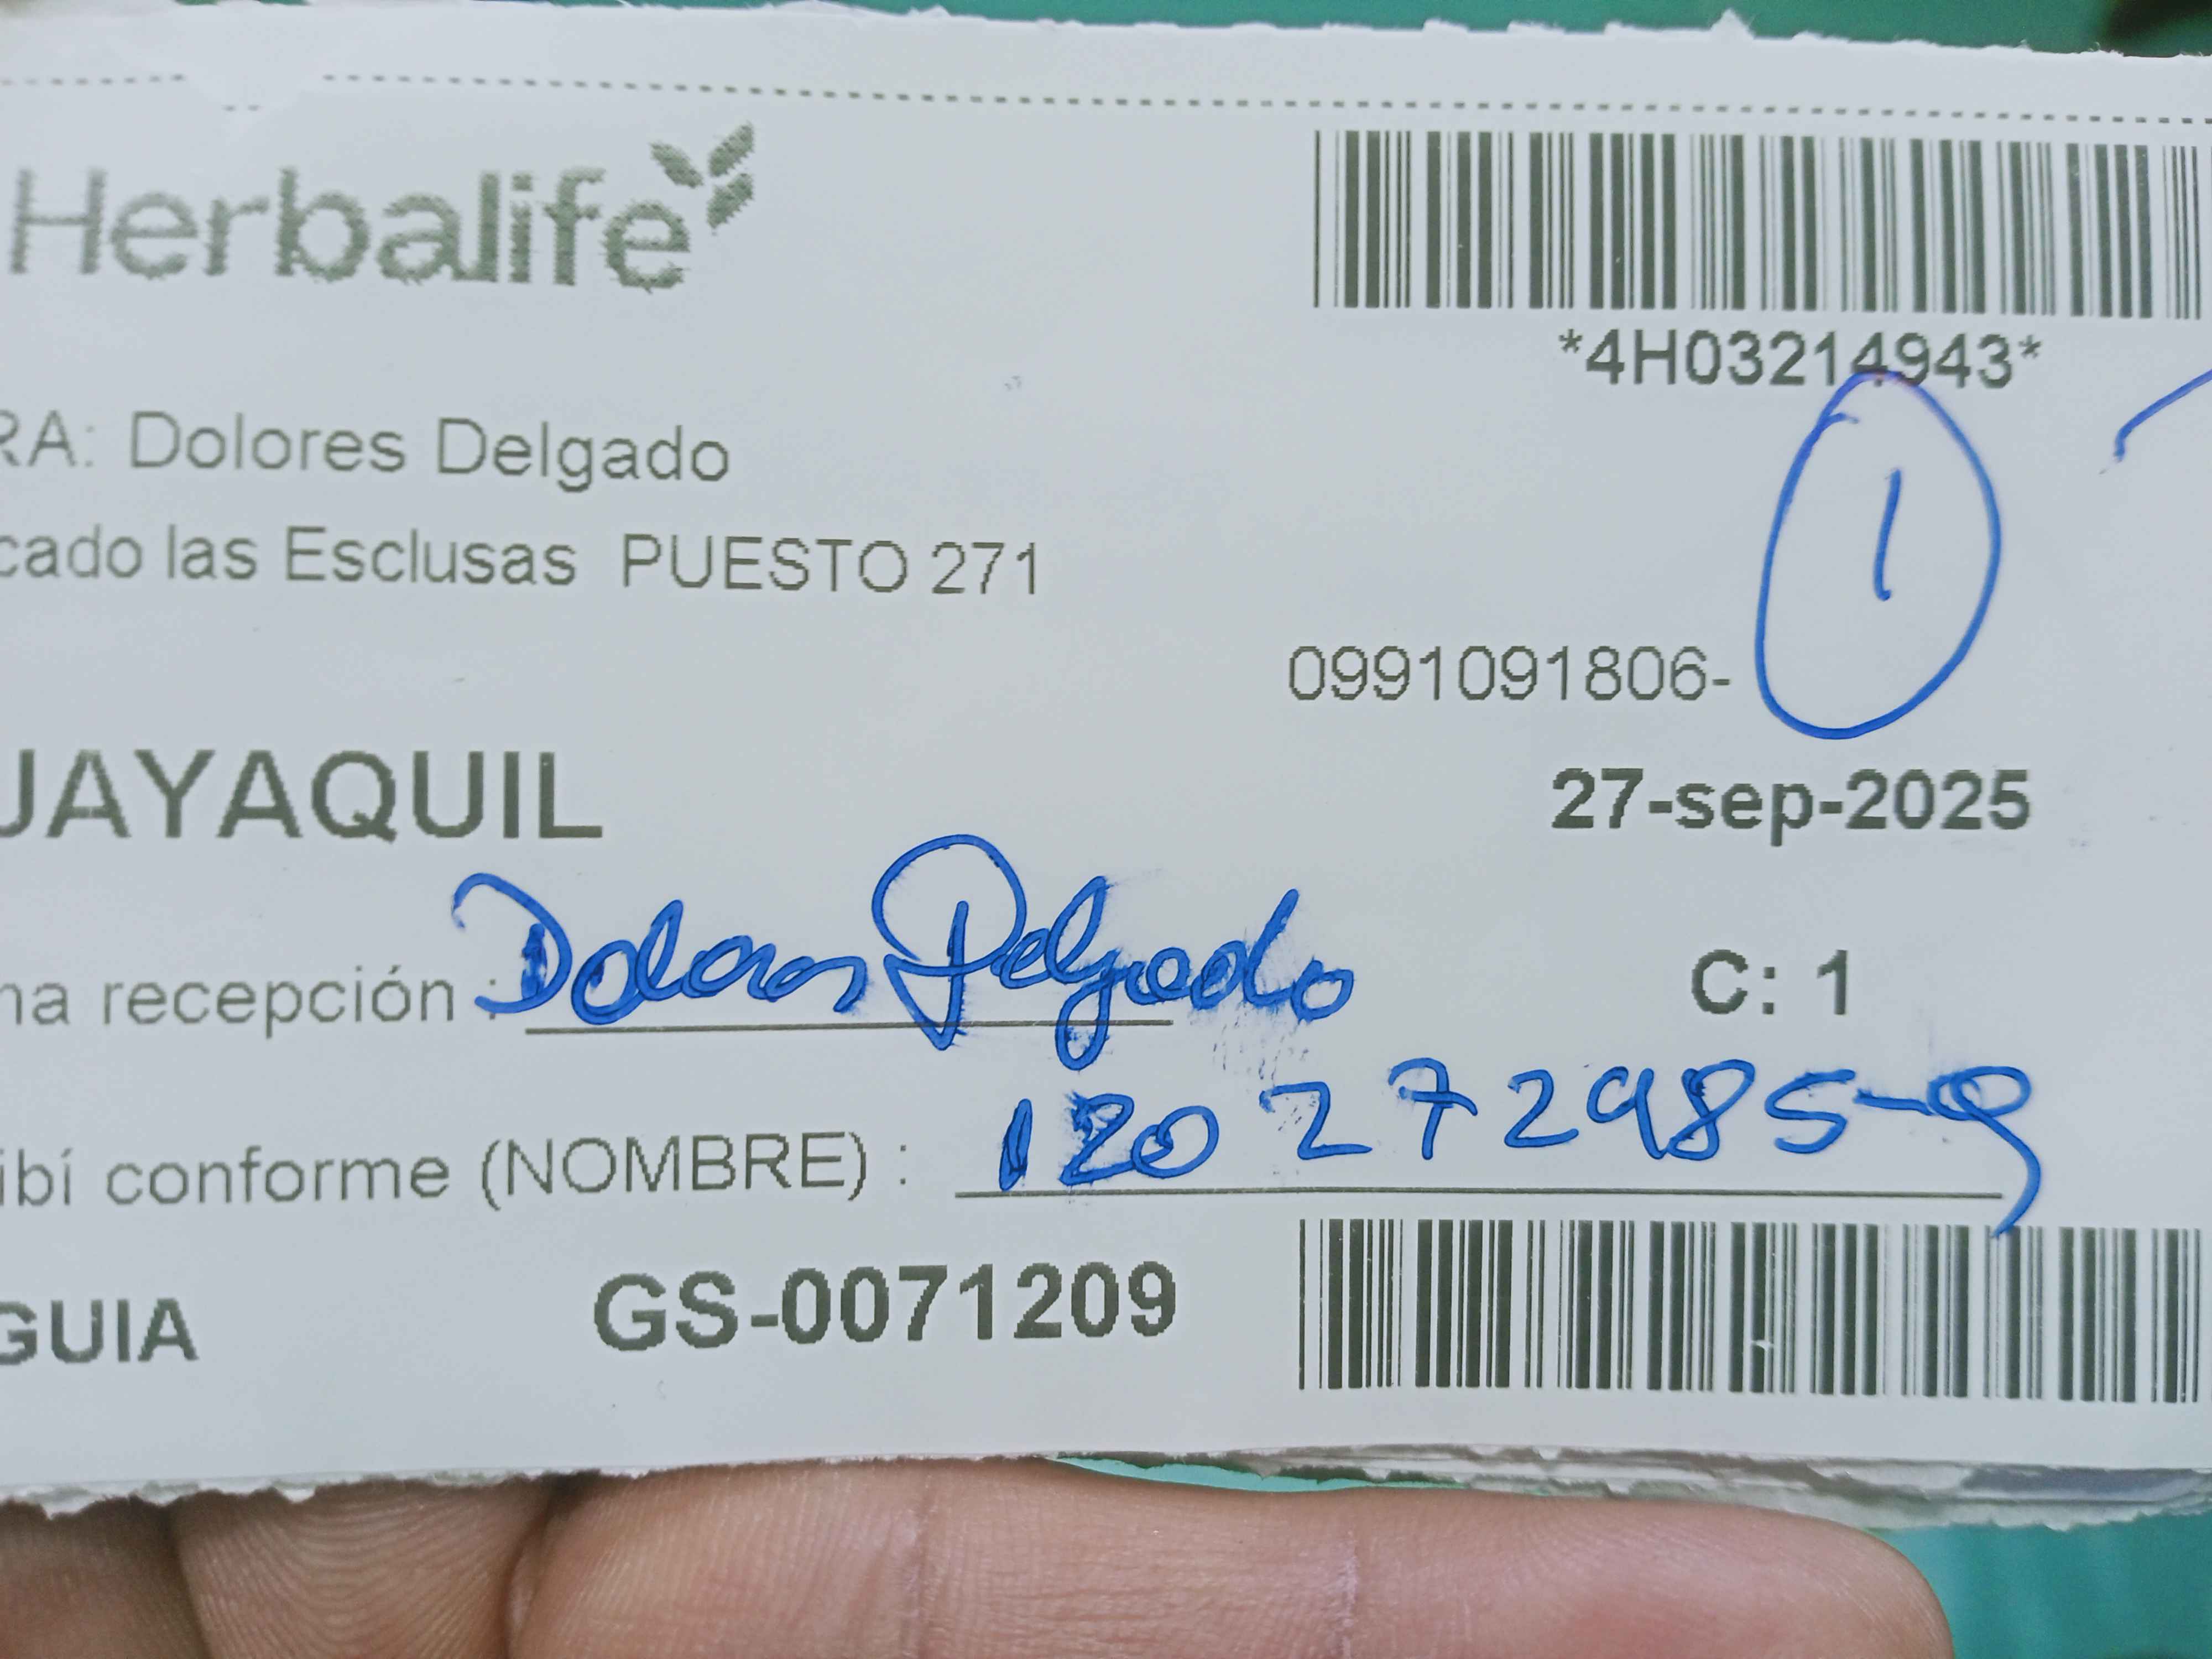 Herbalife
*4H03214943*
RA: Dolores Delgado
1
cado las Esclusas PUESTO 271
0991091806-
UAYAQUIL
27-sep-2025
na recepción : Dolores Delgado
C: 1
ibí conforme (NOMBRE) : 120272985-9
GUIA GS-0071209